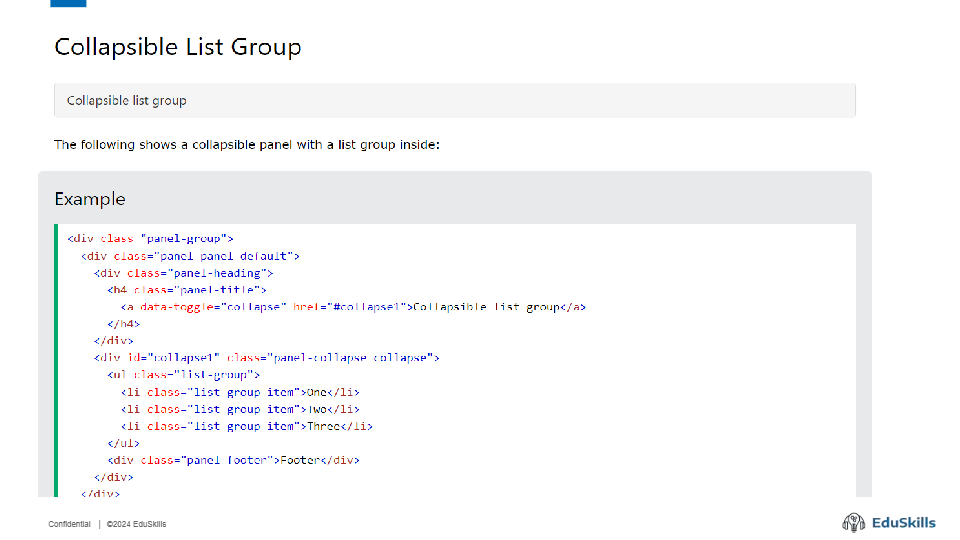 Collapsible List Group
Collapsible list group
The following shows a collapsible panel with a list group inside:
Example
<div class="panel-group">
<div class="panel panel-default">
<div class="panel-heading">
<h4 class="panel-title">
<a data-toggle="collapse" href="#collapse1">Collapsible list group</a>
</h4>
</div>
<div id="collapse1" class="panel-collapse collapse">
<ul class="list-group">
<li class="list-group-item">One</li>
<li class="list-group-item">Two</li>
<li class="list-group-item">Three</li>
</ul>
<div class="panel-footer">Footer</div>
</div>
</div>
Confidential | ©2024 EduSkills
EduSkills